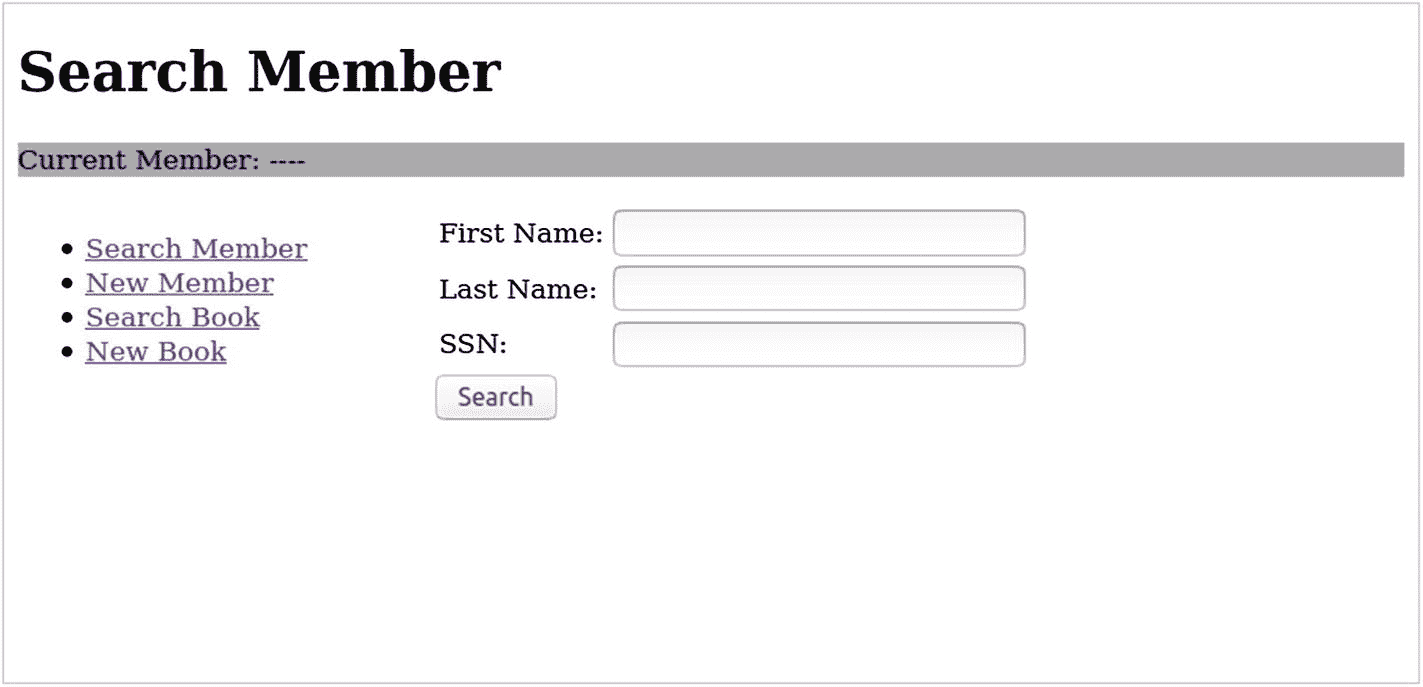 Search Member
Current Member: ----
Search Member
New Member
Search Book
New Book
First Name:
Last Name:
SSN:
Search